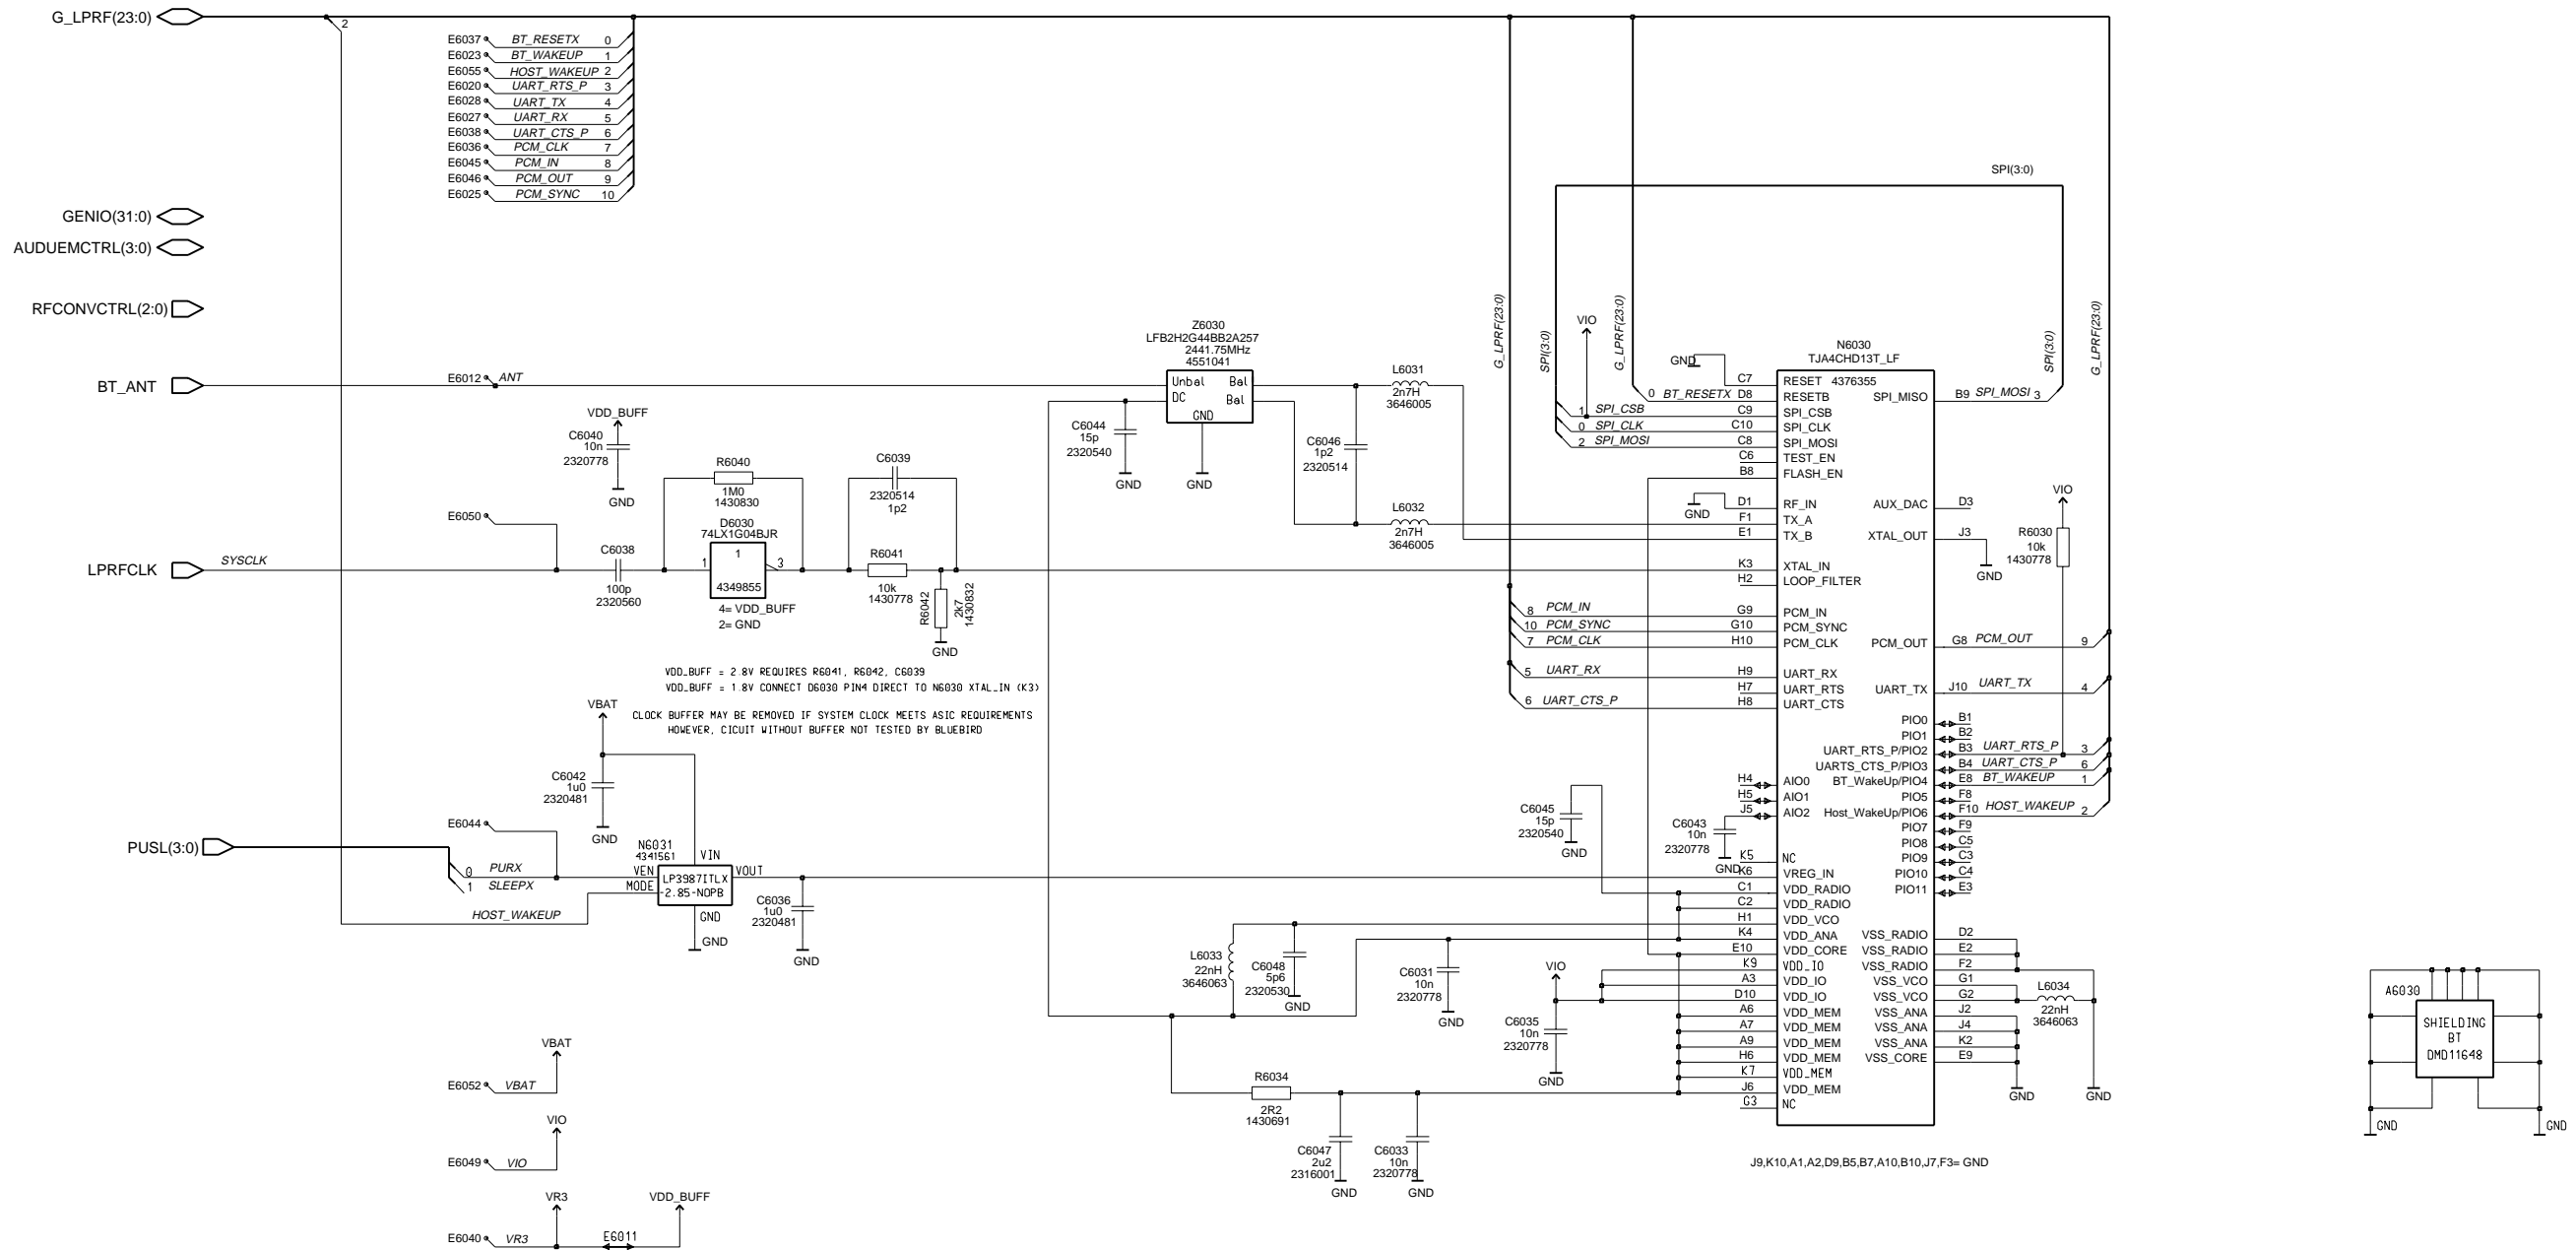 G_LPRF(23:0)
2
E6037 BT_RESETX 0
E6023 BT_WAKEUP 1
E6055 HOST_WAKEUP 2
E6020 UART_RTS_P 3
E6028 UART_TX 4
E6027 UART_RX 5
E6038 UART_CTS_P 6
E6036 PCM_CLK 7
E6045 PCM_IN 8
E6046 PCM_OUT 9
E6025 PCM_SYNC 10
GENIO(31:0)
AUDUEMCTRL(3:0)
RFCONVCTRL(2:0)
BT_ANT
E6012 ANT
VDD_BUFF
C6040
10n
2320778
GND
E6050
LPRFCLK
SYSCLK
C6038
100p
2320560
R6040
1M0
1430830
D6030
74LX1G04BJR
1
1
3
4349855
4= VDD_BUFF
2= GND
C6039
2320514
1p2
R6041
10k
1430778
R6042
2k7
1430832
GND
VDD_BUFF = 2.8V REQUIRES R6041, R6042, C6039
VDD_BUFF = 1.8V CONNECT D6030 PIN4 DIRECT TO N6030 XTAL_IN (K3)
CLOCK BUFFER MAY BE REMOVED IF SYSTEM CLOCK MEETS ASIC REQUIREMENTS
HOWEVER, CICUIT WITHOUT BUFFER NOT TESTED BY BLUEBIRD
VBAT
C6042
1u0
2320481
GND
E6044
PUSL(3:0)
0 PURX
1 SLEEPX
HOST_WAKEUP
N6031
4341561
VIN
VEN
MODE
LP3987ITLX
-2.85-NOPB
VOUT
GND
GND
C6036
1u0
2320481
GND
VBAT
E6052 VBAT
VIO
E6049 VIO
VR3
VDD_BUFF
E6040 VR3
E6011
Z6030
LFB2H2G44BB2A257
2441.75MHz
4551041
Unbal Bal
DC Bal
GND
GND
C6044
15p
2320540
GND
C6046
1p2
2320514
L6031
2n7H
3646005
L6032
2n7H
3646005
L6033
22nH
3646063
C6048
5p6
2320530
GND
C6031
10n
2320778
GND
R6034
2R2
1430691
C6047
2u2
2316001
GND
C6033
10n
2320778
GND
VIO
C6035
10n
2320778
GND
C6045
15p
2320540
GND
C6043
10n
2320778
GND
SPI(3:0)
G_LPRF(23:0)
SPI(3:0)
VIO
G_LPRF(23:0)
SPI(3:0)
G_LPRF(23:0)
GND
N6030
TJA4CHD13T_LF
4376355
C7 RESET
0 BT_RESETX D8 RESETB
1 SPI_CSB C9 SPI_CSB
0 SPI_CLK C10 SPI_CLK
2 SPI_MOSI C8 SPI_MOSI
C6 TEST_EN
B8 FLASH_EN
GND
D1 RF_IN
F1 TX_A
E1 TX_B
K3 XTAL_IN
H2 LOOP_FILTER
8 PCM_IN G9 PCM_IN
10 PCM_SYNC G10 PCM_SYNC
7 PCM_CLK H10 PCM_CLK
5 UART_RX H9 UART_RX
H7 UART_RTS
6 UART_CTS_P H8 UART_CTS
H4 AIO0
H5 AIO1
J5 AIO2
K5 NC
K6 VREG_IN
C1 VDD_RADIO
C2 VDD_RADIO
H1 VDD_VCO
K4 VDD_ANA
E10 VDD_CORE
K9 VDD_IO
A3 VDD_IO
D10 VDD_IO
A6 VDD_MEM
A7 VDD_MEM
A9 VDD_MEM
H6 VDD_MEM
K7 VDD_MEM
J6 VDD_MEM
G3 NC
SPI_MISO B9 SPI_MOSI 3
AUX_DAC D3
XTAL_OUT J3
GND
VIO
R6030
10k
1430778
PCM_OUT G8 PCM_OUT 9
UART_TX J10 UART_TX 4
PIO0 B1
PIO1 B2
UART_RTS_P/PIO2 B3 UART_RTS_P 3
UARTS_CTS_P/PIO3 B4 UART_CTS_P 6
BT_WakeUp/PIO4 E8 BT_WAKEUP 1
PIO5 F8
Host_WakeUp/PIO6 F10 HOST_WAKEUP 2
PIO7 F9
PIO8 C5
PIO9 C3
PIO10 C4
PIO11 E3
VSS_RADIO D2
VSS_RADIO E2
VSS_RADIO F2
VSS_VCO G1
VSS_VCO G2
VSS_ANA J2
VSS_ANA J4
VSS_ANA K2
VSS_CORE E9
L6034
22nH
3646063
GND
GND
J9,K10,A1,A2,D9,B5,B7,A10,B10,J7,F3= GND
A6030
SHIELDING
BT
DMD11648
GND
GND